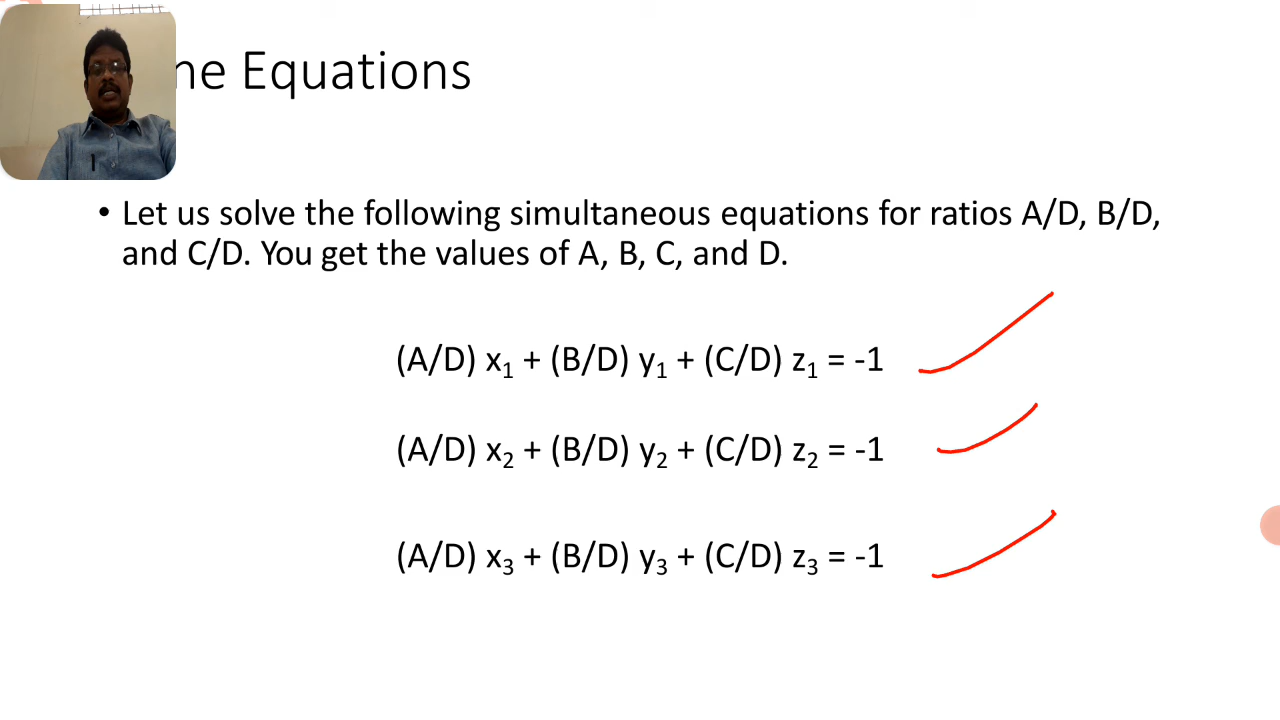 ne Equations
• Let us solve the following simultaneous equations for ratios A/D, B/D,
and C/D. You get the values of A, B, C, and D.
(A/D) x₁ + (B/D) y₁ + (C/D) z₁ = -1
(A/D) x₂ + (B/D) y₂ + (C/D) z₂ = -1
(A/D) x₃ + (B/D) y₃ + (C/D) z₃ = -1